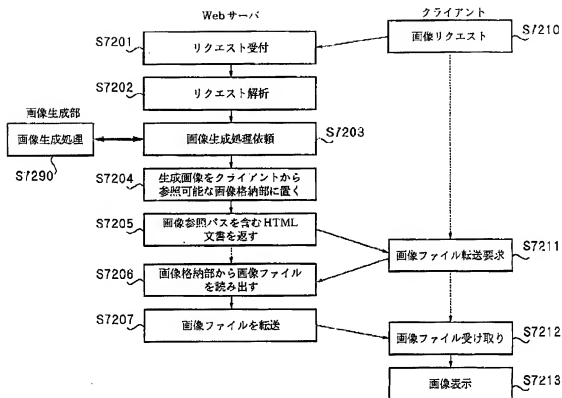 Webサーバ
クライアント
S7201
リクエスト受付
画像リクエスト
S7210
S7202
リクエスト解析
画像生成部
画像生成処理
S7290
画像生成処理依頼
S7203
S7204
生成画像をクライアントから
参照可能な画像格納部に置く
S7205
画像参照パスを含むHTML
文書を返す
画像ファイル転送要求
S7211
S7206
画像格納部から画像ファイル
を読み出す
S7207
画像ファイルを転送
画像ファイル受け取り
S7212
画像表示
S7213